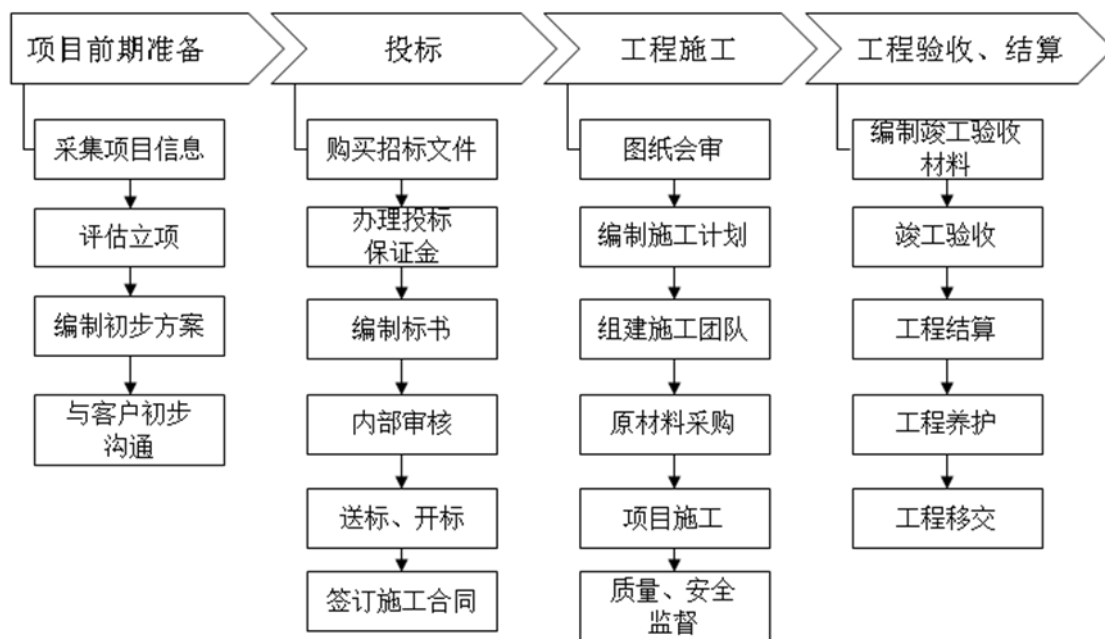 项目前期准备
投标
工程施工
工程验收、结算
采集项目信息
评估立项
编制初步方案
与客户初步
沟通
购买招标文件
办理投标
保证金
编制标书
内部审核
送标、开标
签订施工合同
图纸会审
编制施工计划
组建施工团队
原材料采购
项目施工
质量、安全
监督
编制竣工验收
材料
竣工验收
工程结算
工程养护
工程移交